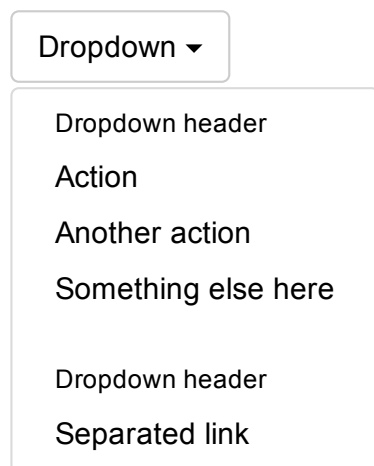 Dropdown
Dropdown header
Action
Another action
Something else here
Dropdown header
Separated link